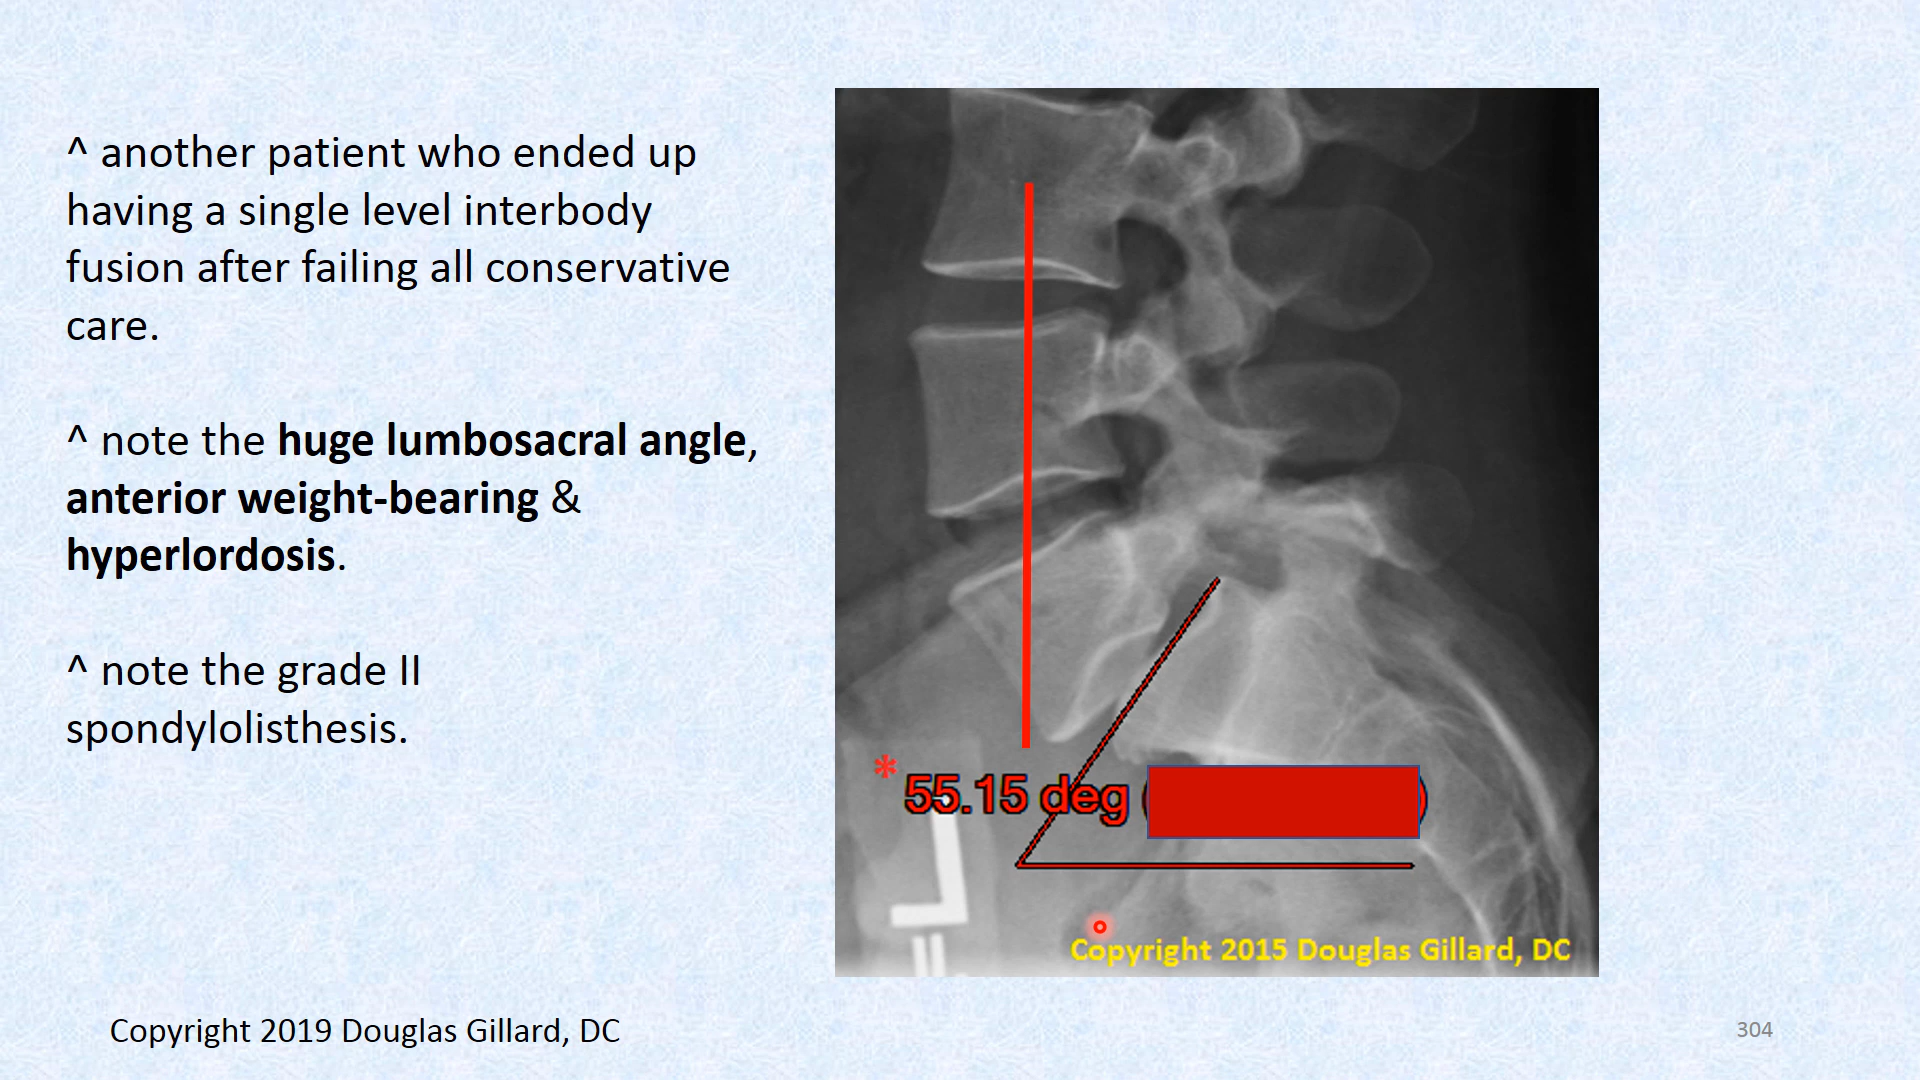 ^ another patient who ended up
having a single level interbody
fusion after failing all conservative
care.
^ note the huge lumbosacral angle,
anterior weight-bearing &
hyperlordosis.
^ note the grade II
spondylolisthesis.
* 55.15 deg ( )
L
Copyright 2015 Douglas Gillard, DC
Copyright 2019 Douglas Gillard, DC
304